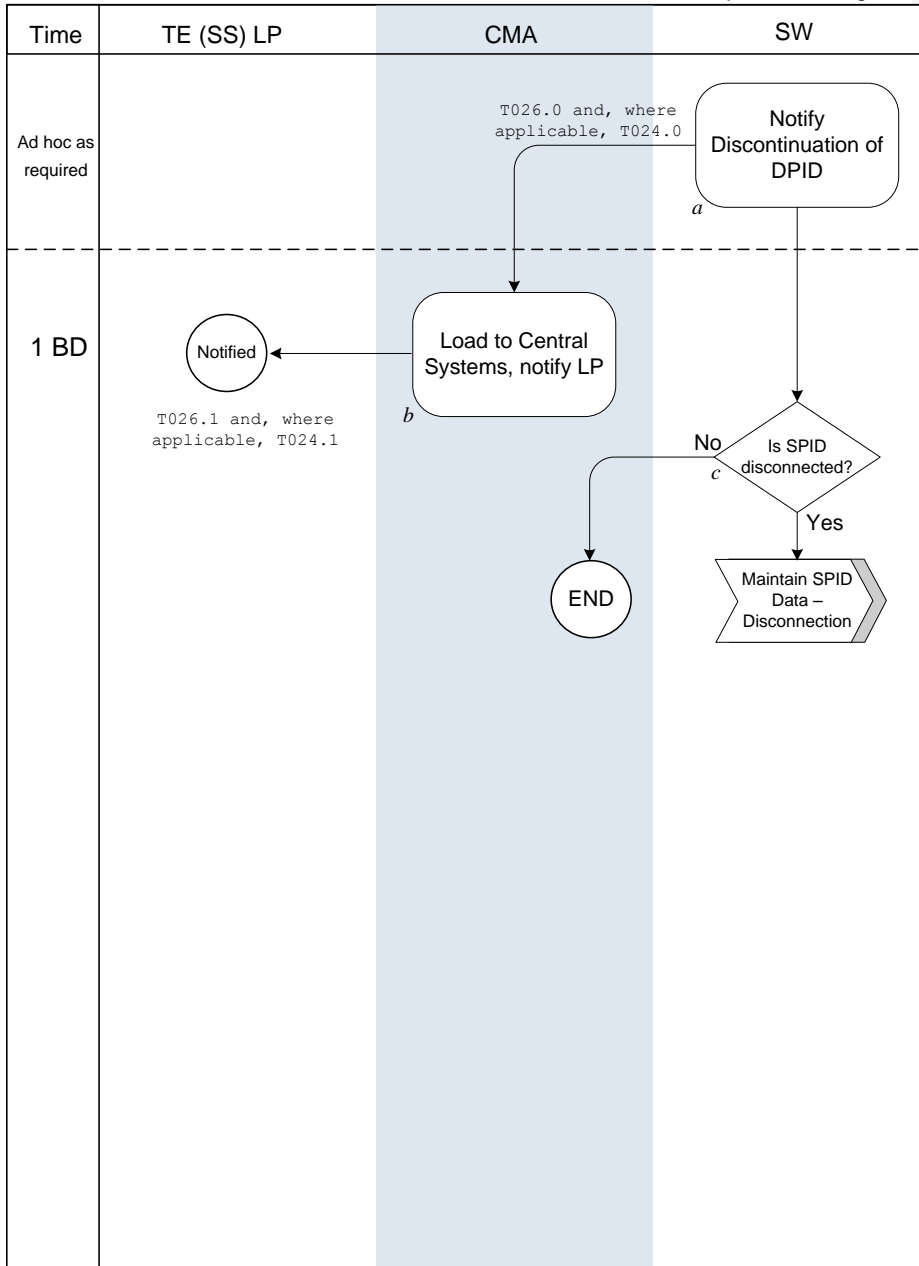 Time
TE (SS) LP
CMA
SW
Ad hoc as
required
T026.0 and, where
applicable, T024.0
Notify
Discontinuation of
DPID
a
1 BD
Notified
T026.1 and, where
applicable, T024.1
Load to Central
Systems, notify LP
b
Is SPID
disconnected?
c
No
Yes
END
Maintain SPID
Data –
Disconnection